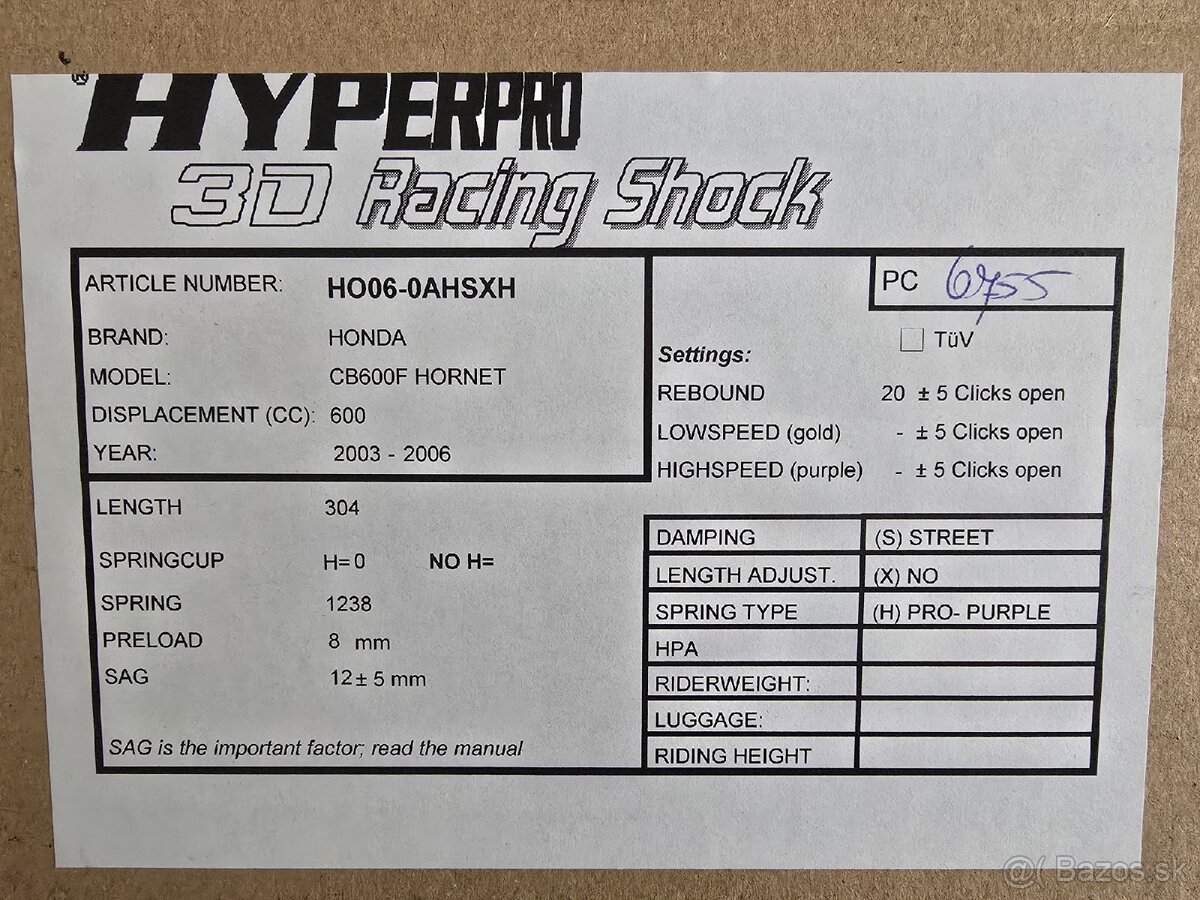 ® HYPERPRO
3D Racing Shock
ARTICLE NUMBER: HO06-0AHSXH
BRAND: HONDA
MODEL: CB600F HORNET
DISPLACEMENT (CC): 600
YEAR: 2003 - 2006
PC 6755
TüV
Settings:
REBOUND 20 ± 5 Clicks open
LOWSPEED (gold) - ± 5 Clicks open
HIGHSPEED (purple) - ± 5 Clicks open
LENGTH 304
SPRINGCUP H=0 NO H=
SPRING 1238
PRELOAD 8 mm
SAG 12 ± 5 mm
SAG is the important factor; read the manual
DAMPING (S) STREET
LENGTH ADJUST. (X) NO
SPRING TYPE (H) PRO- PURPLE
HPA
RIDERWEIGHT:
LUGGAGE:
RIDING HEIGHT
@( Bazos.sk